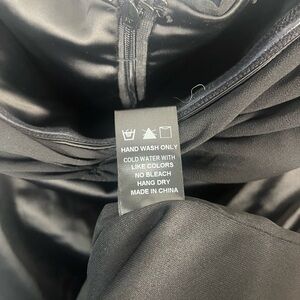 HAND WASH ONLY
COLD WATER WITH
LIKE COLORS
NO BLEACH
HANG DRY
MADE IN CHINA